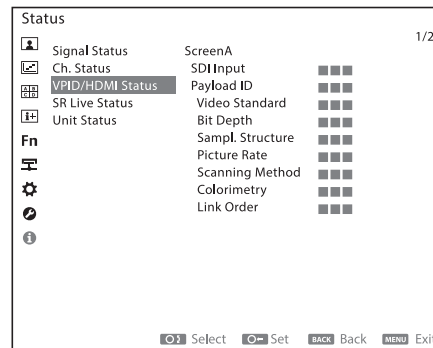 Status
1/2
Signal Status
Ch. Status
VPID/HDMI Status
SR Live Status
Unit Status
Fn
ScreenA
SDI Input
Payload ID
Video Standard
Bit Depth
Sampl. Structure
Picture Rate
Scanning Method
Colorimetry
Link Order
Select Set BACK Back MENU Exit